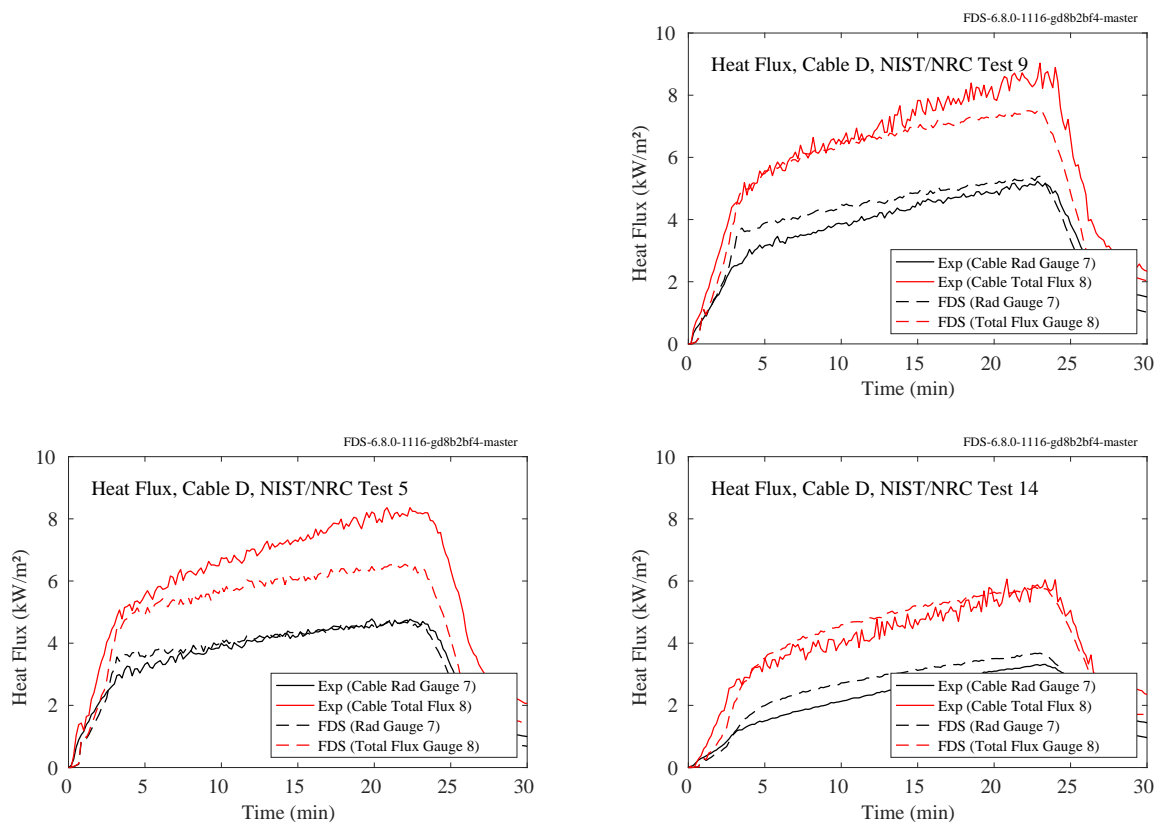 FDS-6.8.0-1116-gd8b2bf4-master
Heat Flux, Cable D, NIST/NRC Test 9
Heat Flux (kW/m²)
10
8
6
4
2
0
Exp (Cable Rad Gauge 7)
Exp (Cable Total Flux 8)
FDS (Rad Gauge 7)
FDS (Total Flux Gauge 8)
0 5 10 15 20 25 30
Time (min)
FDS-6.8.0-1116-gd8b2bf4-master
Heat Flux, Cable D, NIST/NRC Test 5
Heat Flux (kW/m²)
10
8
6
4
2
0
Exp (Cable Rad Gauge 7)
Exp (Cable Total Flux 8)
FDS (Rad Gauge 7)
FDS (Total Flux Gauge 8)
0 5 10 15 20 25 30
Time (min)
FDS-6.8.0-1116-gd8b2bf4-master
Heat Flux, Cable D, NIST/NRC Test 14
Heat Flux (kW/m²)
10
8
6
4
2
0
Exp (Cable Rad Gauge 7)
Exp (Cable Total Flux 8)
FDS (Rad Gauge 7)
FDS (Total Flux Gauge 8)
0 5 10 15 20 25 30
Time (min)